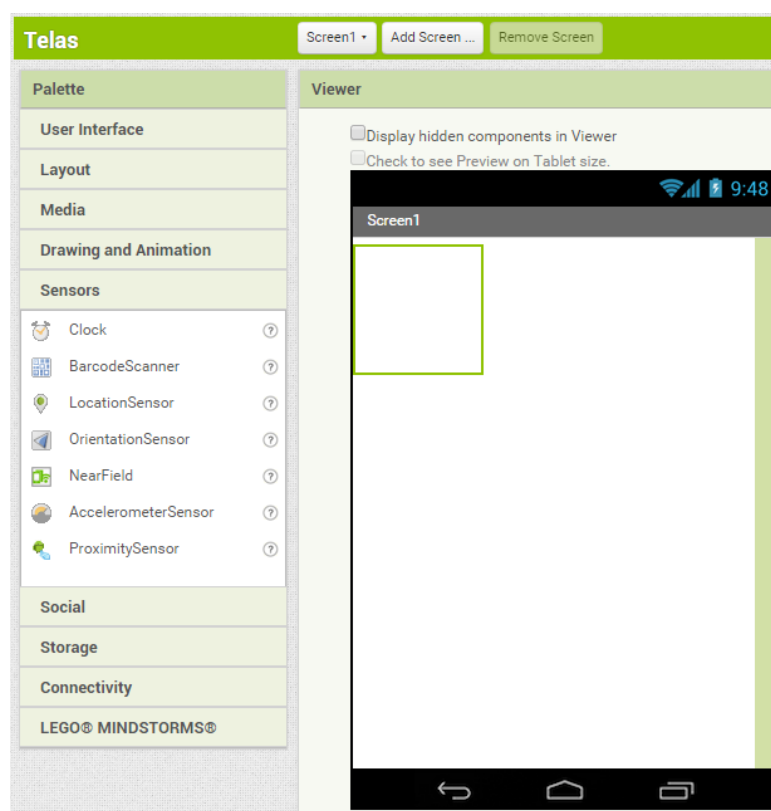 Telas
Screen1
Add Screen ...
Remove Screen
Palette
User Interface
Layout
Media
Drawing and Animation
Sensors
Clock
?
BarcodeScanner
?
LocationSensor
?
OrientationSensor
?
NearField
?
AccelerometerSensor
?
ProximitySensor
?
Social
Storage
Connectivity
LEGO® MINDSTORMS®
Viewer
Display hidden components in Viewer
Check to see Preview on Tablet size.
9:48
Screen1